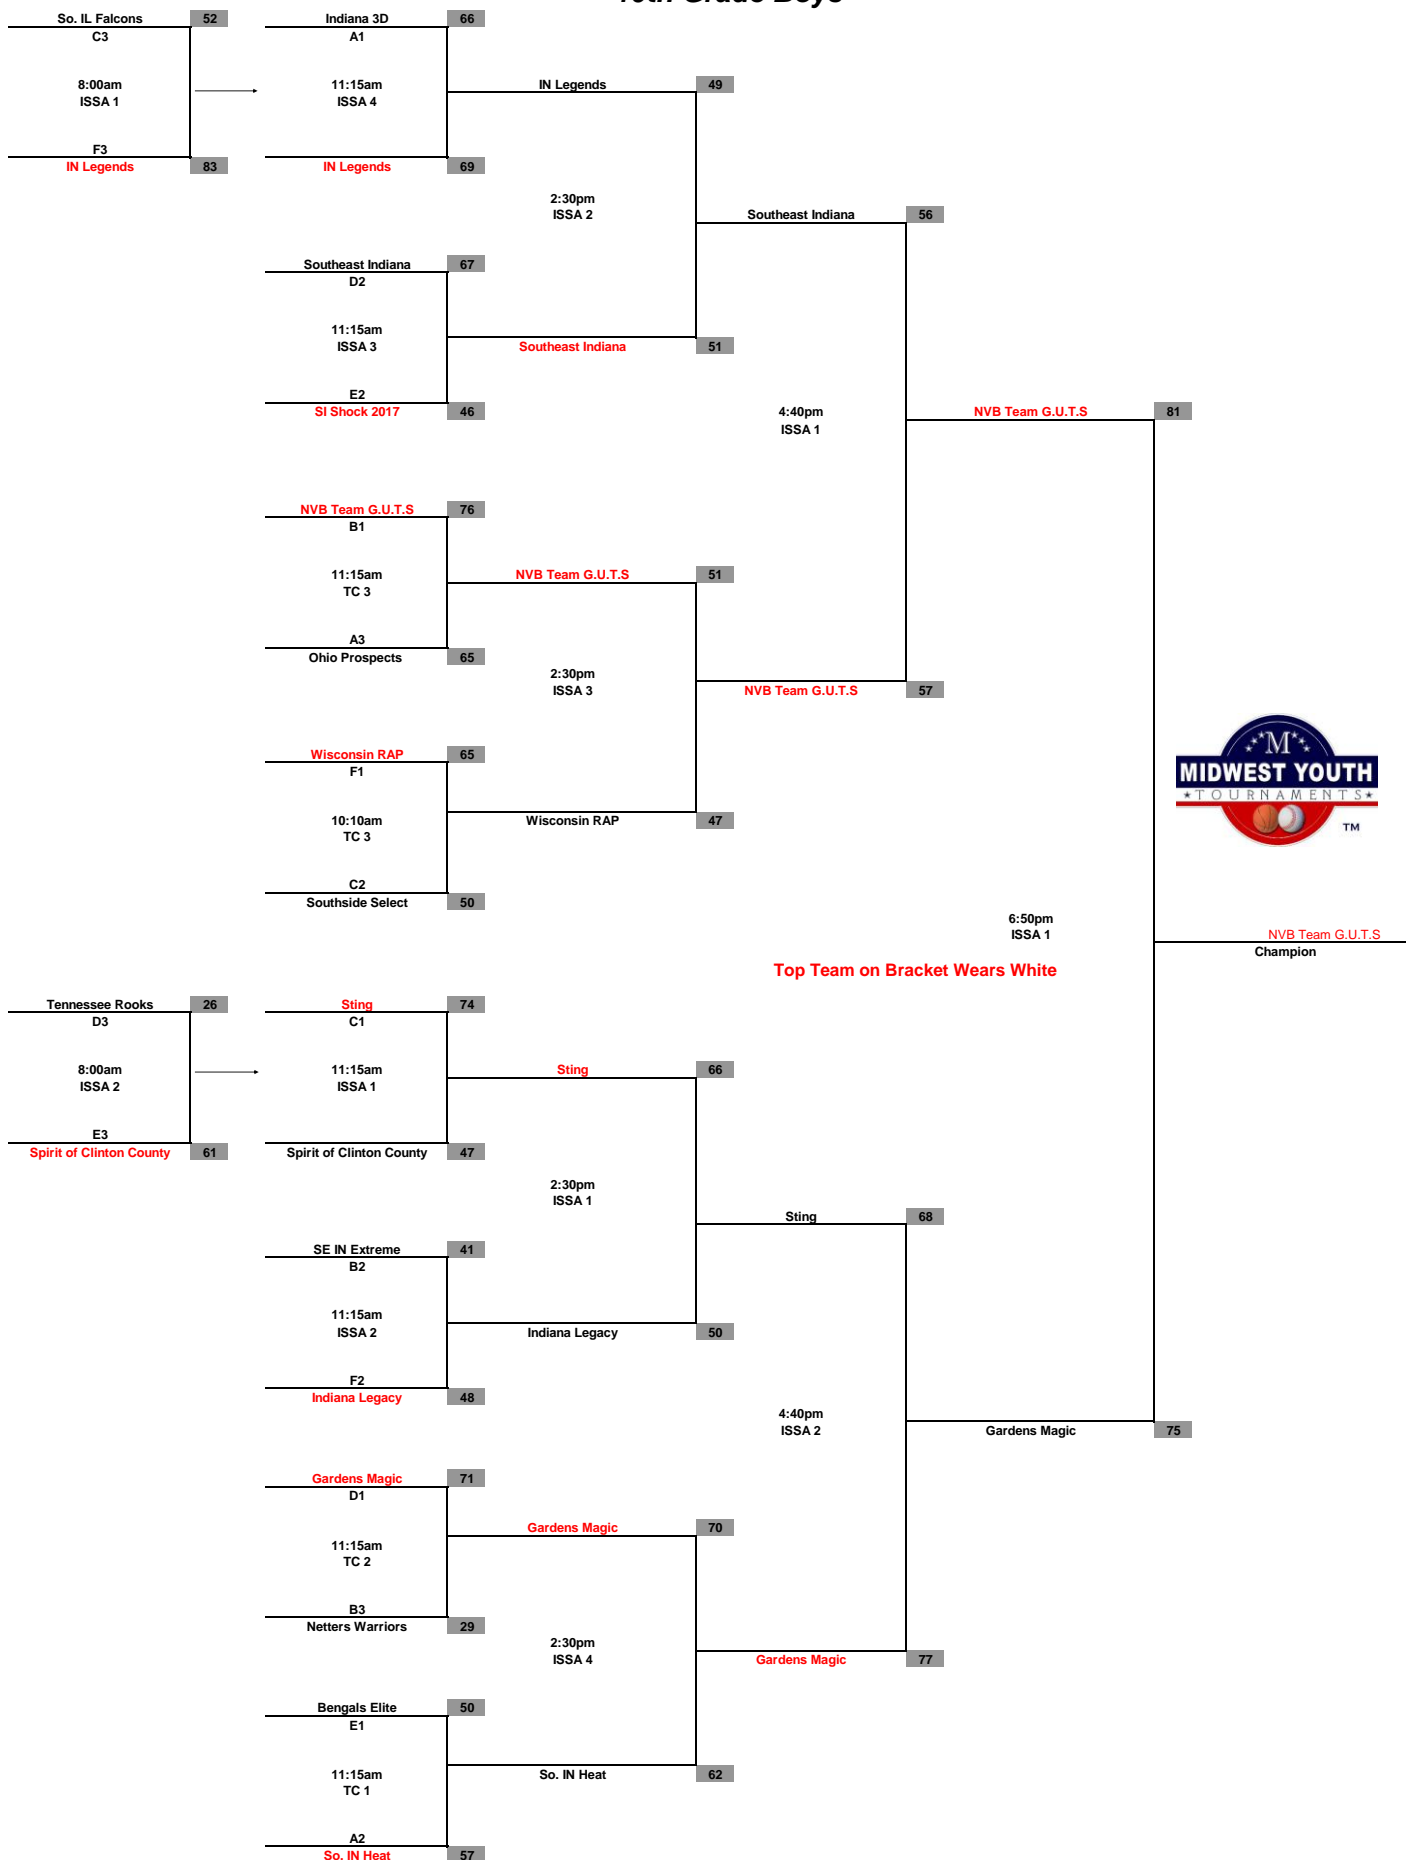 So. IL Falcons 52
C3
8:00am
ISSA 1
F3
IN Legends 83
Indiana 3D 66
A1
11:15am
ISSA 4
IN Legends 69
IN Legends 49
2:30pm
ISSA 2
Southeast Indiana 67
D2
11:15am
ISSA 3
E2
SI Shock 2017 46
Southeast Indiana 51
Southeast Indiana 56
4:40pm
ISSA 1
NVB Team G.U.T.S 76
B1
11:15am
TC 3
A3
Ohio Prospects 65
NVB Team G.U.T.S 51
2:30pm
ISSA 3
Wisconsin RAP 65
F1
10:10am
TC 3
C2
Southside Select 50
Wisconsin RAP 47
NVB Team G.U.T.S 57
NVB Team G.U.T.S 81
M
MIDWEST YOUTH
TOURNAMENTS
TM
6:50pm
ISSA 1
NVB Team G.U.T.S
Champion
Top Team on Bracket Wears White
Tennessee Rooks 26
D3
8:00am
ISSA 2
E3
Spirit of Clinton County 61
Sting 74
C1
11:15am
ISSA 1
Spirit of Clinton County 47
Sting 66
2:30pm
ISSA 1
SE IN Extreme 41
B2
11:15am
ISSA 2
F2
Indiana Legacy 48
Indiana Legacy 50
Sting 68
4:40pm
ISSA 2
Gardens Magic 75
Gardens Magic 71
D1
11:15am
TC 2
B3
Netters Warriors 29
Gardens Magic 70
2:30pm
ISSA 4
Gardens Magic 77
Bengals Elite 50
E1
11:15am
TC 1
A2
So. IN Heat 57
So. IN Heat 62